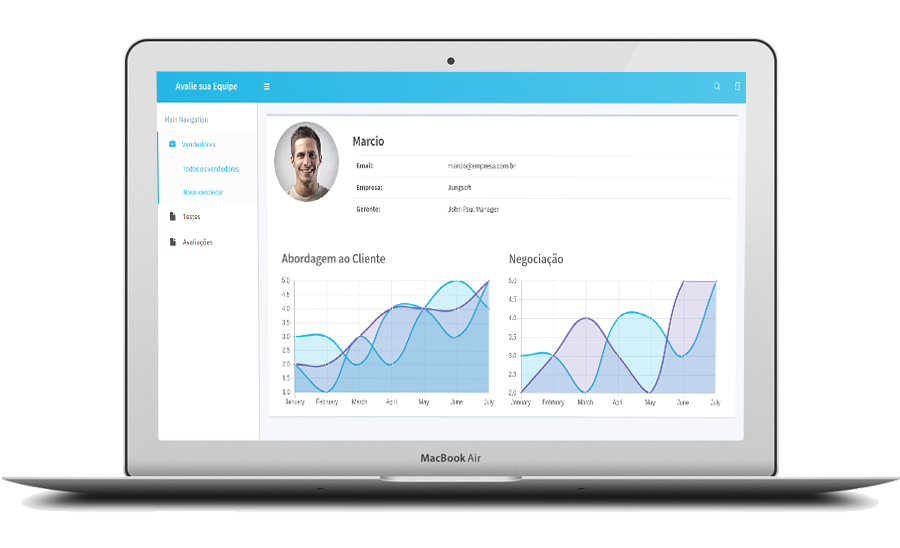 Avalie sua Equipe
Main Navigation
Vendedores
Todos os vendedores
Novo vendedor
Testes
Avaliações
Marcio
Email: marcio@empresa.com.br
Empresa: Jungsoft
Gerente: John Paul Manager
Abordagem ao Cliente
5.0
4.5
4.0
3.5
3.0
2.5
2.0
1.5
1.0
January February March April May June July
Negociação
5.0
4.5
4.0
3.5
3.0
2.5
2.0
January February March April May June July
MacBook Air